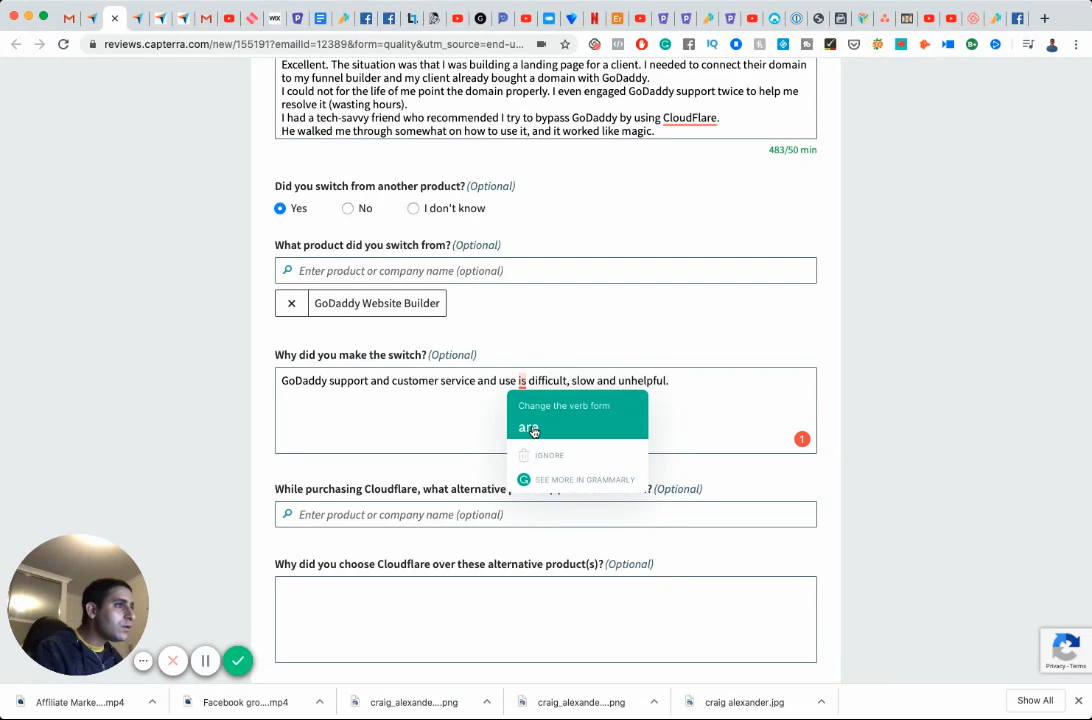 reviews.capterra.com/new/155191?emailId=12389&form=quality&utm_source=end-u...
Excellent. The situation was that I was building a landing page for a client. I needed to connect their domain
to my funnel builder and my client already bought a domain with GoDaddy.
I could not for the life of me point the domain properly. I even engaged GoDaddy support twice to help me
resolve it (wasting hours).
I had a tech-savvy friend who recommended I try to bypass GoDaddy by using CloudFlare.
He walked me through somewhat on how to use it, and it worked like magic.
483/50 min
Did you switch from another product? (Optional)
Yes No I don't know
What product did you switch from? (Optional)
Enter product or company name (optional)
× GoDaddy Website Builder
Why did you make the switch? (Optional)
GoDaddy support and customer service and use is difficult, slow and unhelpful.
Change the verb form
are
1
IGNORE
SEE MORE IN GRAMMARLY
While purchasing Cloudflare, what alternative (Optional)
Enter product or company name (optional)
Why did you choose Cloudflare over these alternative product(s)? (Optional)
Privacy - Terms
Affiliate Marke....mp4 Facebook gro....mp4 craig_alexande....png craig_alexande....png craig alexander.jpg Show All